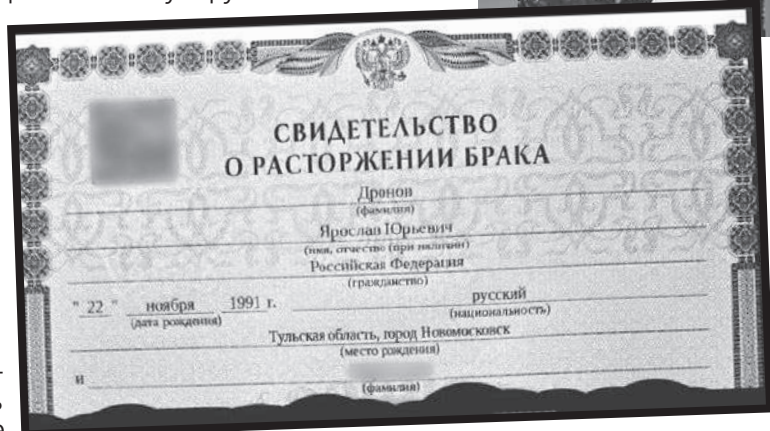 СВИДЕТЕЛЬСТВО
О РАСТОРЖЕНИИ БРАКА
Дронов
(фамилия)
Ярослав Юрьевич
(имя, отчество (при наличии)
Российская Федерация
(гражданство)
" 22 " ноября 1991 г. русский
(дата рождения) (национальность)
Тульская область, город Новомосковск
(место рождения)
и
(фамилия)